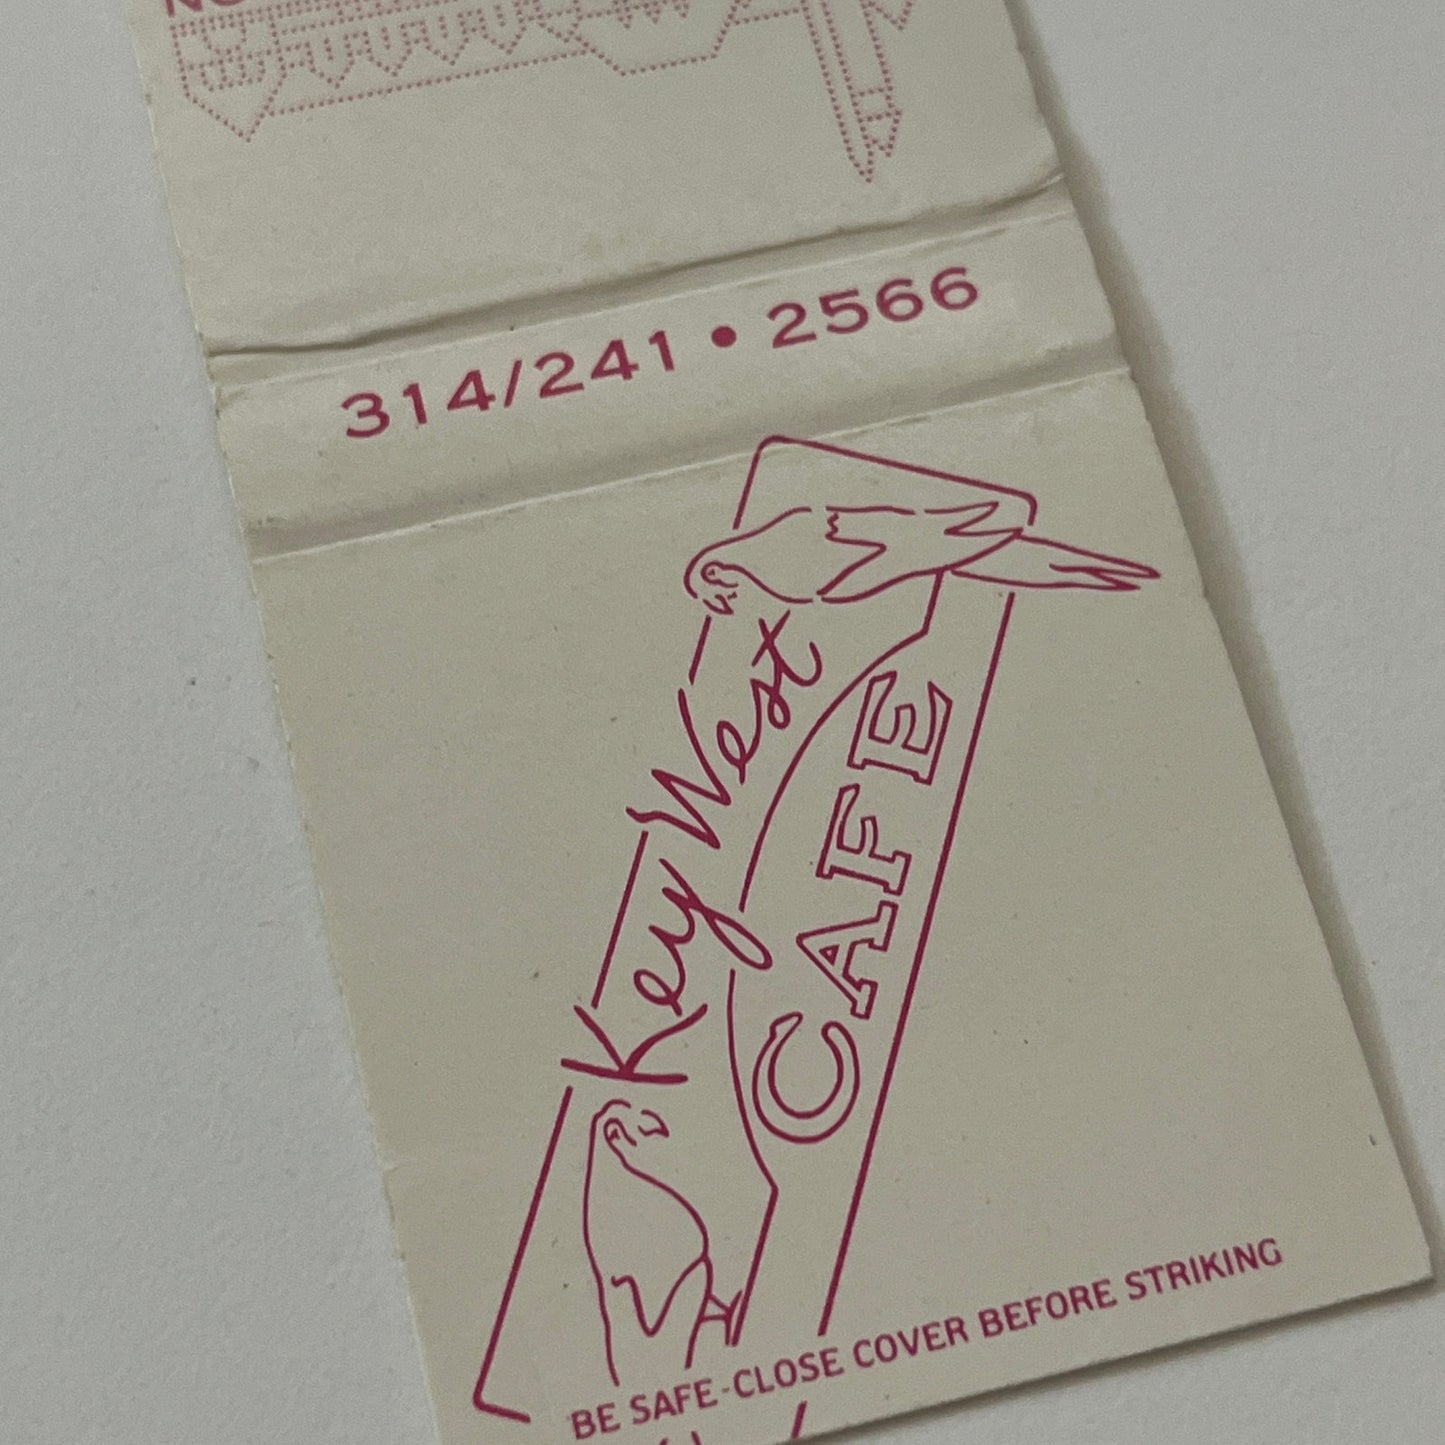 314/241 • 2566
Key West
CAFE
BE SAFE-CLOSE COVER BEFORE STRIKING